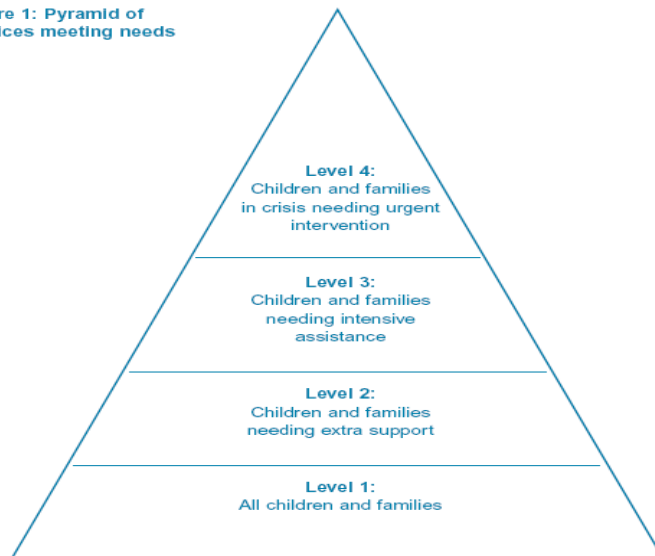 re 1: Pyramid of
ices meeting needs
Level 4:
Children and families
in crisis needing urgent
intervention
Level 3:
Children and families
needing intensive
assistance
Level 2:
Children and families
needing extra support
Level 1:
All children and families